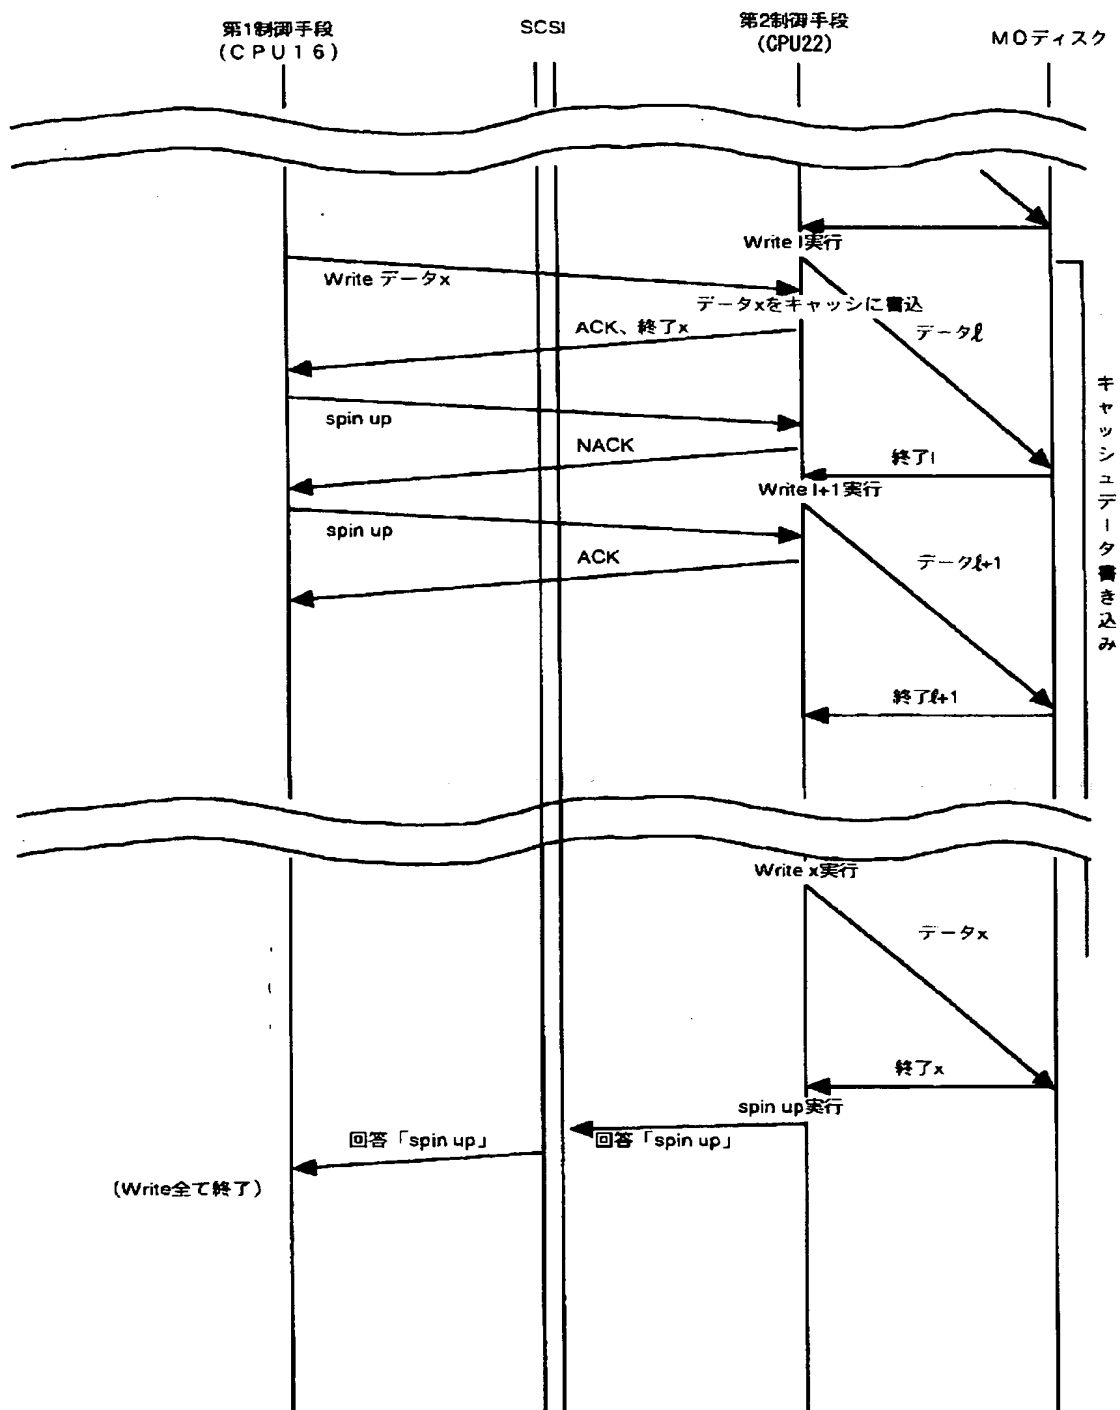 第1制御手段
(CPU16)
SCSI
第2制御手段
(CPU22)
MOディスク
Write l実行
Write データx
データxをキャッシに書込
ACK、終了x
データℓ
spin up
NACK
終了l
Write l+1実行
spin up
ACK
データℓ+1
終了ℓ+1
キャッシュデータ書き込み
Write x実行
データx
終了x
spin up実行
回答「spin up」
回答「spin up」
(Write全て終了)